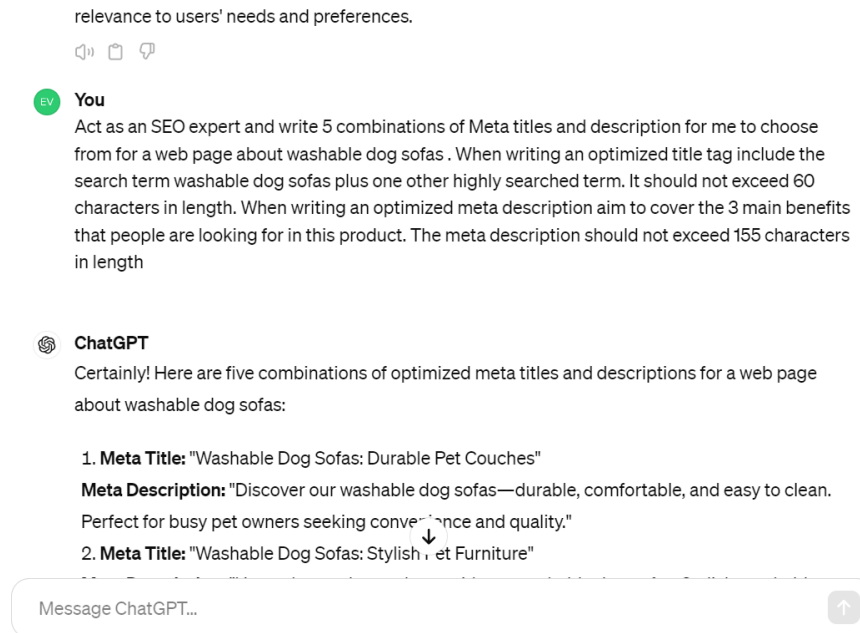 relevance to users' needs and preferences.
EV
You
Act as an SEO expert and write 5 combinations of Meta titles and description for me to choose
from for a web page about washable dog sofas . When writing an optimized title tag include the
search term washable dog sofas plus one other highly searched term. It should not exceed 60
characters in length. When writing an optimized meta description aim to cover the 3 main benefits
that people are looking for in this product. The meta description should not exceed 155 characters
in length
ChatGPT
Certainly! Here are five combinations of optimized meta titles and descriptions for a web page
about washable dog sofas:
1. Meta Title: "Washable Dog Sofas: Durable Pet Couches"
Meta Description: "Discover our washable dog sofas—durable, comfortable, and easy to clean.
Perfect for busy pet owners seeking convenience and quality."
2. Meta Title: "Washable Dog Sofas: Stylish Pet Furniture"
Message ChatGPT...